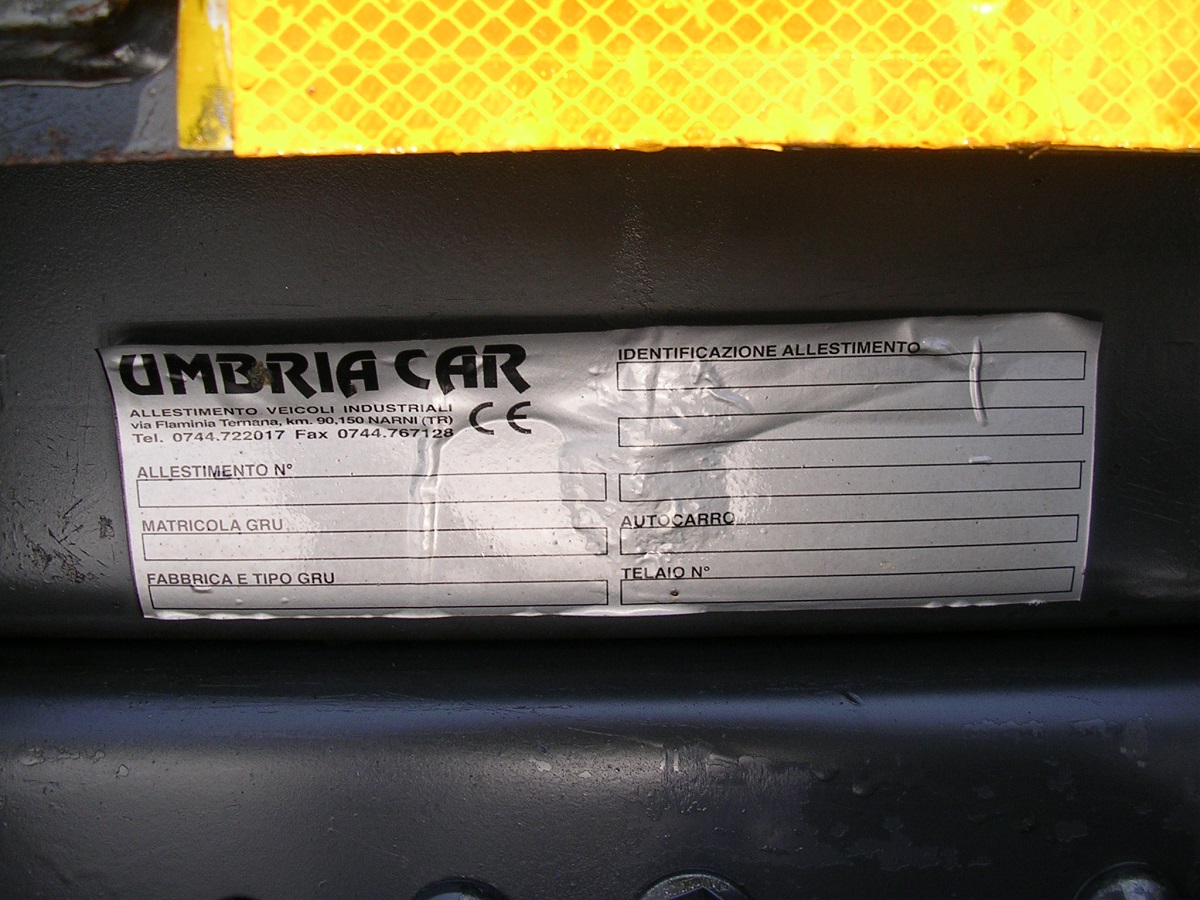 UMBRIA CAR
ALLESTIMENTO VEICOLI INDUSTRIALI
via Flaminia Ternana, km. 90,150 NARNI (TR)
Tel. 0744.722017 Fax 0744.767128
CE
ALLESTIMENTO N°
MATRICOLA GRU
FABBRICA E TIPO GRU
IDENTIFICAZIONE ALLESTIMENTO
AUTOCARRO
TELAIO N°